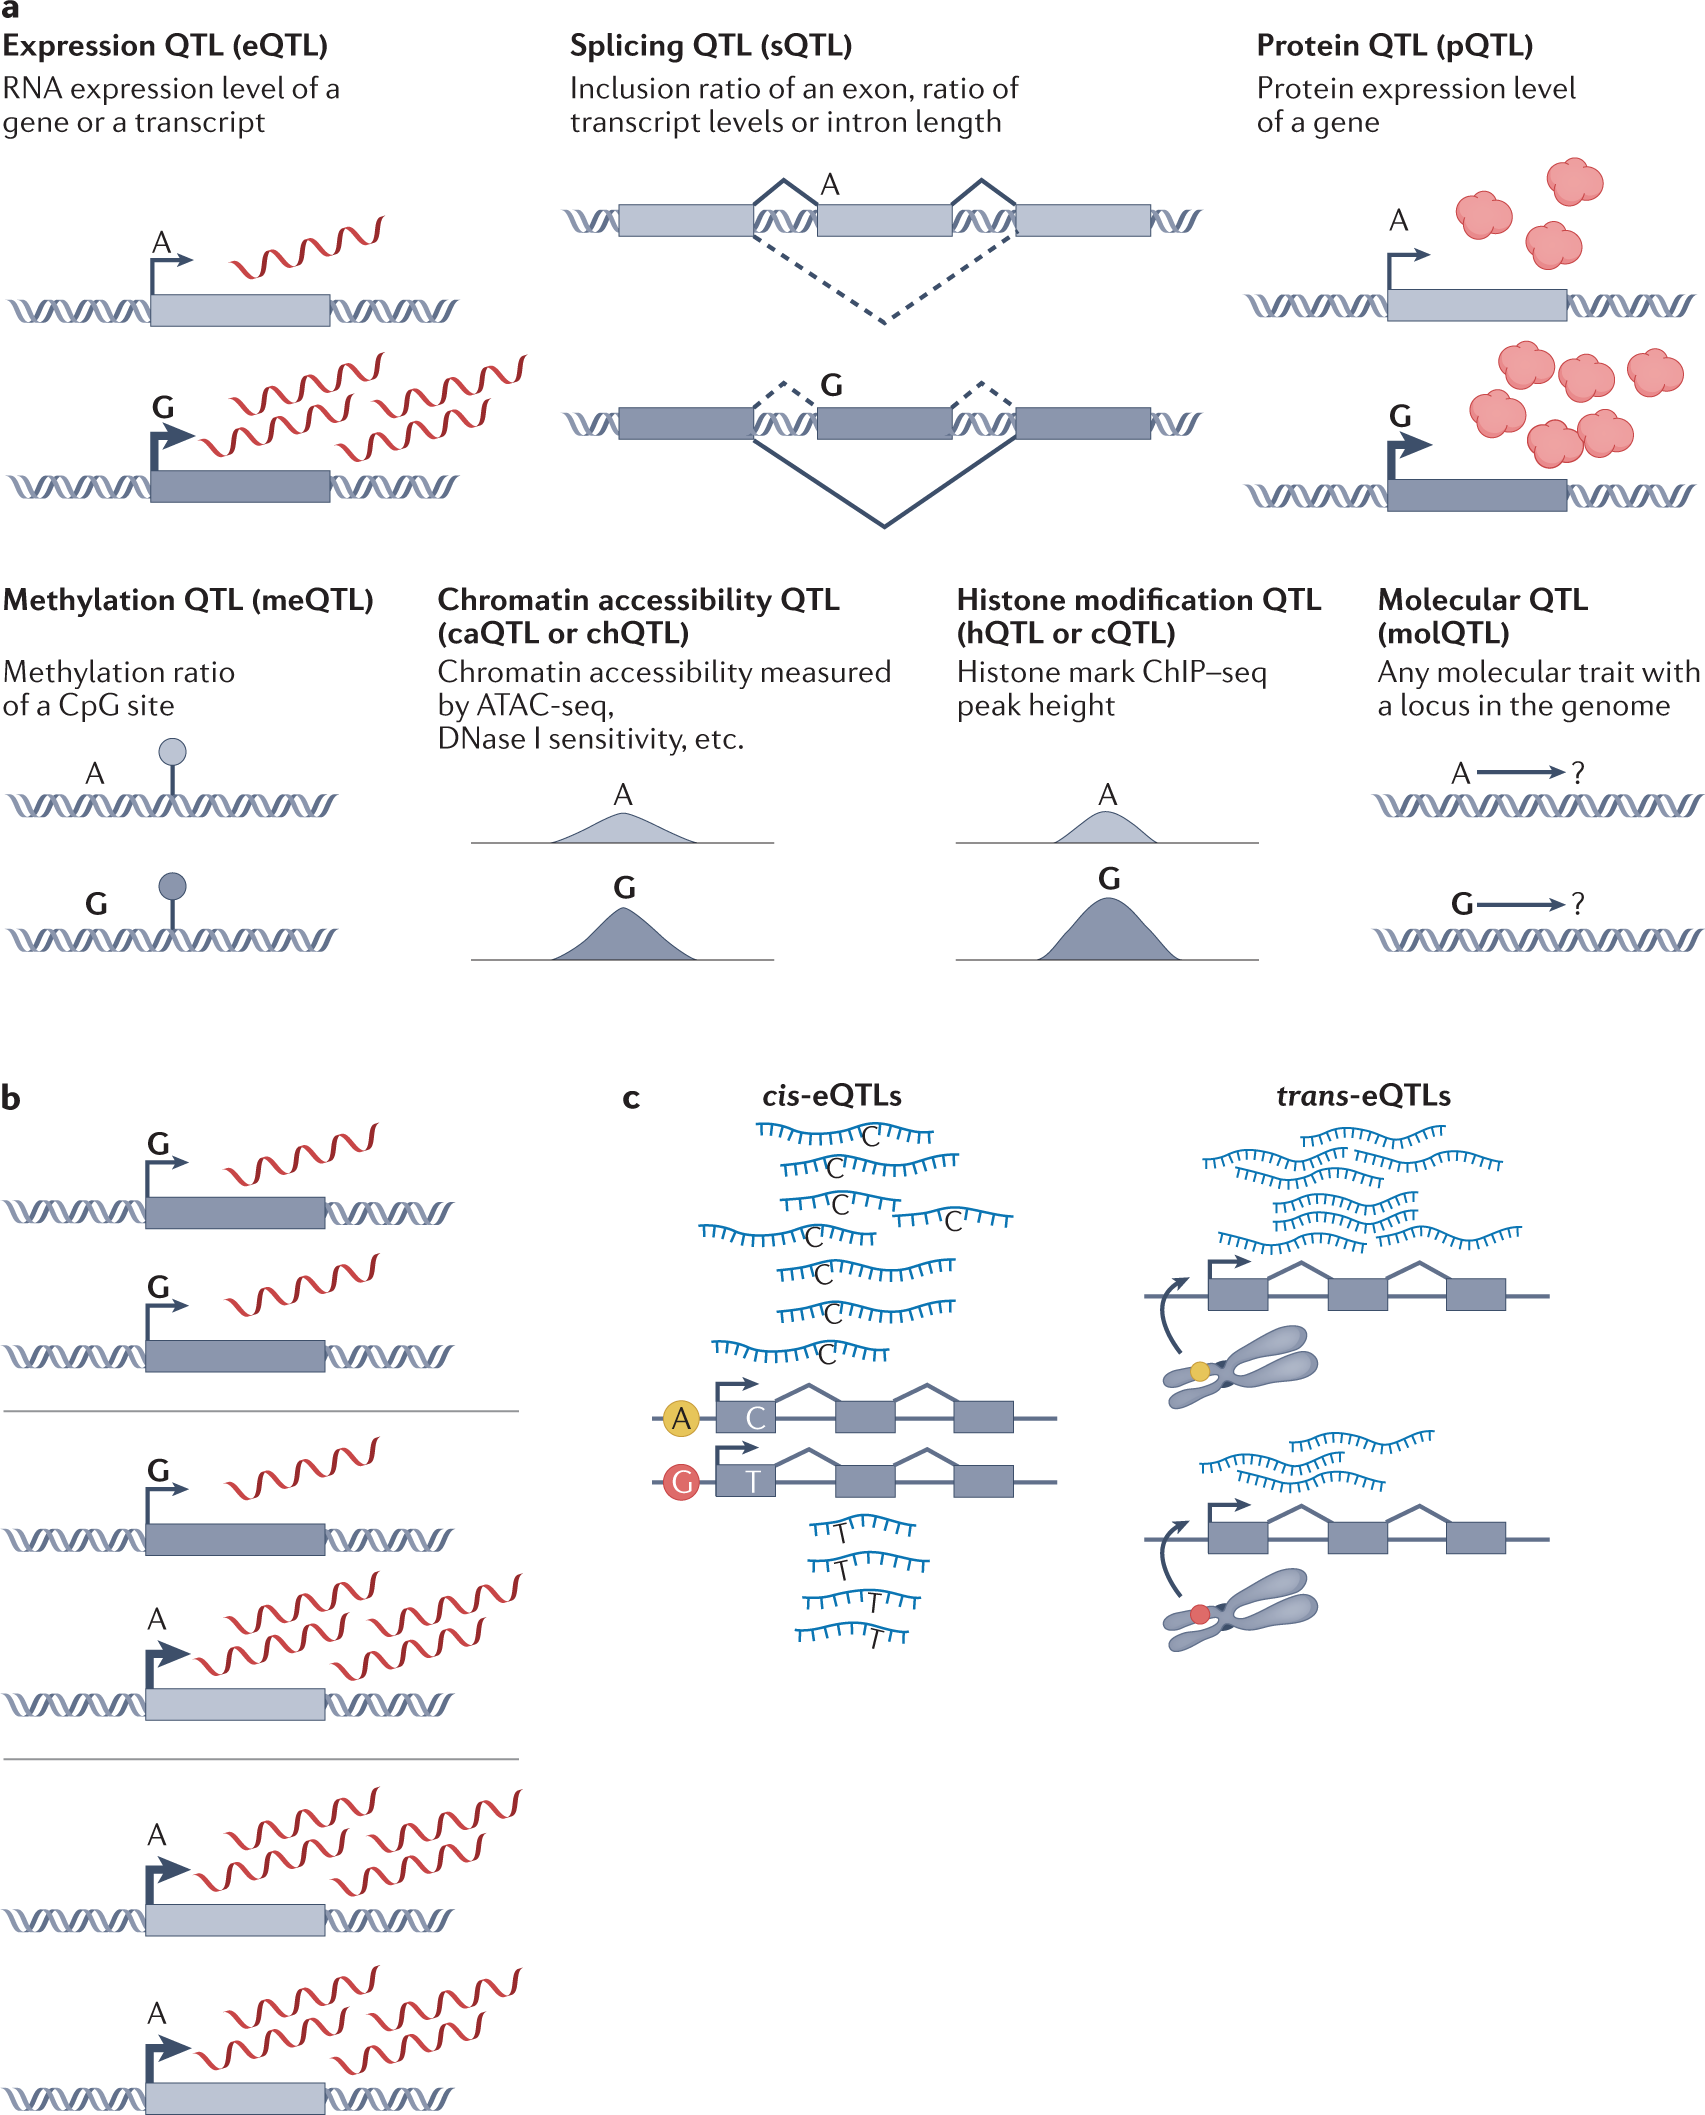 a
Expression QTL (eQTL)
RNA expression level of a
gene or a transcript
A
G
Splicing QTL (sQTL)
Inclusion ratio of an exon, ratio of
transcript levels or intron length
A
G
Protein QTL (pQTL)
Protein expression level
of a gene
A
G
Methylation QTL (meQTL)
Methylation ratio
of a CpG site
A
G
Chromatin accessibility QTL
(caQTL or chQTL)
Chromatin accessibility measured
by ATAC-seq,
DNase I sensitivity, etc.
A
G
Histone modification QTL
(hQTL or cQTL)
Histone mark ChIP–seq
peak height
A
G
Molecular QTL
(molQTL)
Any molecular trait with
a locus in the genome
A ?
G ?
b
G
G
G
A
A
A
c
cis-eQTLs
C
C
C
C
C
C
C
C
A C
G T
T
T
T
T
trans-eQTLs